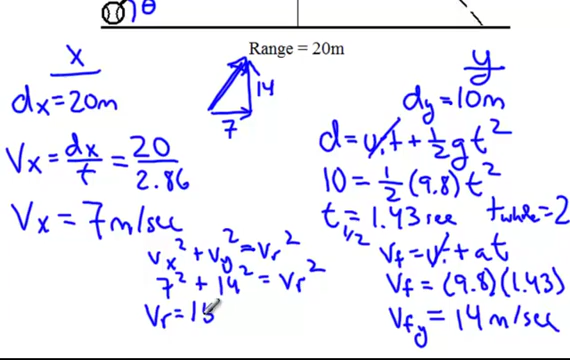 θ
Range = 20m
x
dx = 20m
Vx = dx/t = 20/2.86
Vx = 7m/sec
14
7
Vx² + Vy² = Vr²
7² + 14² = Vr²
Vr = 15
y
dy = 10m
d = v₁t + ½gt²
10 = ½(9.8)t²
t½ = 1.43 sec twhole = 2
Vf = v₁ + at
Vf = (9.8)(1.43)
Vfy = 14 m/sec